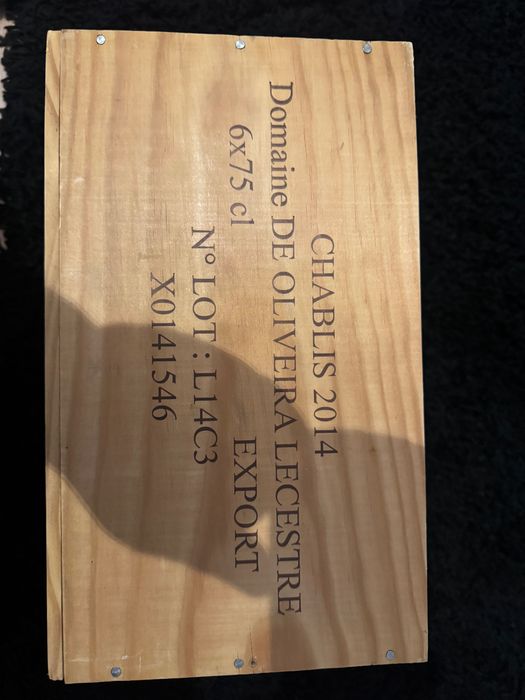 CHABLIS 2014
Domaine DE OLIVEIRA LECESTRE
6x75 cl EXPORT
N° LOT : L14C3
X0141546